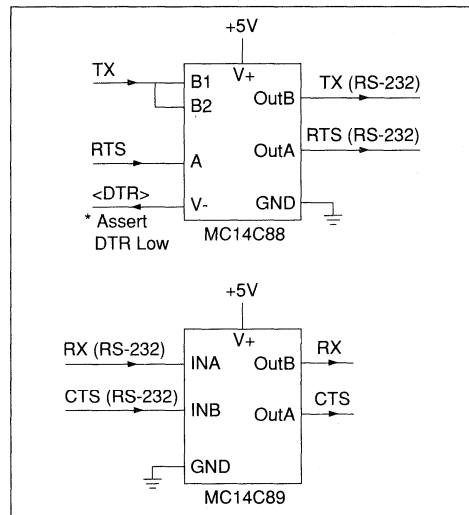 +5V
V+
TX
B1
B2
OutB
TX (RS-232)
RTS
A
OutA
RTS (RS-232)
<DTR>
V-
GND
* Assert
DTR Low
MC14C88
+5V
V+
RX (RS-232)
INA
OutB
RX
CTS (RS-232)
INB
OutA
CTS
GND
MC14C89